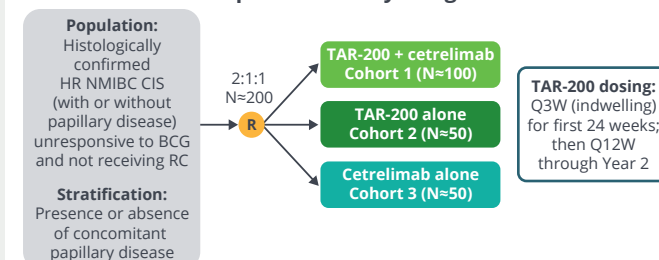 Population:
Histologically
confirmed
HR NMIBC CIS
(with or without
papillary disease)
unresponsive to BCG
and not receiving RC
Stratification:
Presence or absence
of concomitant
papillary disease
2:1:1
N≈200
R
TAR-200 + cetrelimab
Cohort 1 (N≈100)
TAR-200 alone
Cohort 2 (N≈50)
Cetrelimab alone
Cohort 3 (N≈50)
TAR-200 dosing:
Q3W (indwelling)
for first 24 weeks;
then Q12W
through Year 2